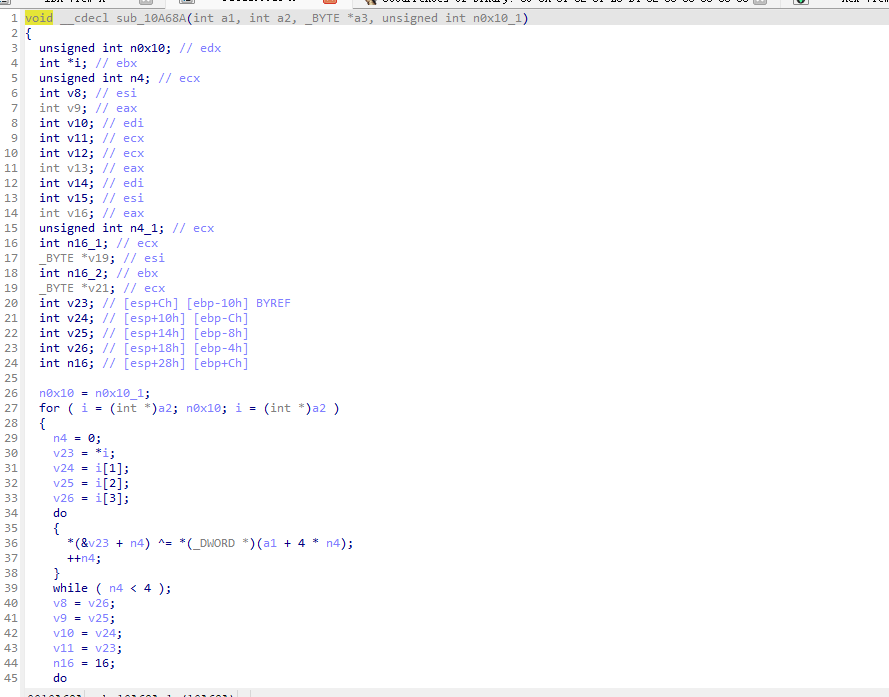 1 void __cdecl sub_10A68A(int a1, int a2, _BYTE *a3, unsigned int n0x10_1)
2 {
3 unsigned int n0x10; // edx
4 int *i; // ebx
5 unsigned int n4; // ecx
6 int v8; // esi
7 int v9; // eax
8 int v10; // edi
9 int v11; // ecx
10 int v12; // ecx
11 int v13; // eax
12 int v14; // edi
13 int v15; // esi
14 int v16; // eax
15 unsigned int n4_1; // ecx
16 int n16_1; // ecx
17 _BYTE *v19; // esi
18 int n16_2; // ebx
19 _BYTE *v21; // ecx
20 int v23; // [esp+Ch] [ebp-10h] BYREF
21 int v24; // [esp+10h] [ebp-Ch]
22 int v25; // [esp+14h] [ebp-8h]
23 int v26; // [esp+18h] [ebp-4h]
24 int n16; // [esp+28h] [ebp+Ch]
25
26 n0x10 = n0x10_1;
27 for ( i = (int *)a2; n0x10; i = (int *)a2 )
28 {
29 n4 = 0;
30 v23 = *i;
31 v24 = i[1];
32 v25 = i[2];
33 v26 = i[3];
34 do
35 {
36 *(&v23 + n4) ^= *(_DWORD *)(a1 + 4 * n4);
37 ++n4;
38 }
39 while ( n4 < 4 );
40 v8 = v26;
41 v9 = v25;
42 v10 = v24;
43 v11 = v23;
44 n16 = 16;
45 do